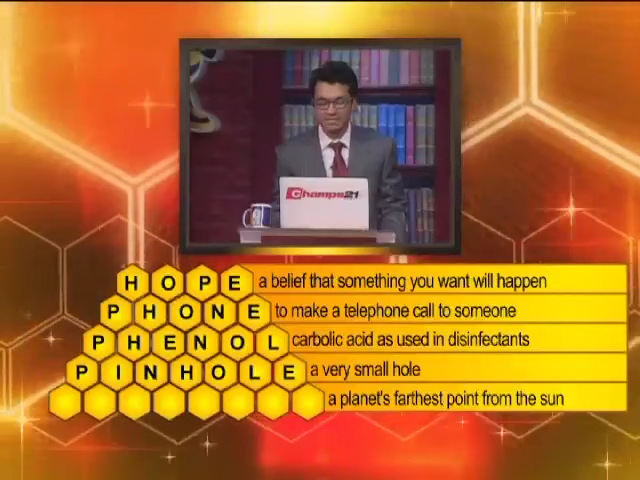 Champs21
HOPE a belief that something you want will happen
PHONE to make a telephone call to someone
PHENOL carbolic acid as used in disinfectants
PINHOLE a very small hole
a planet's farthest point from the sun